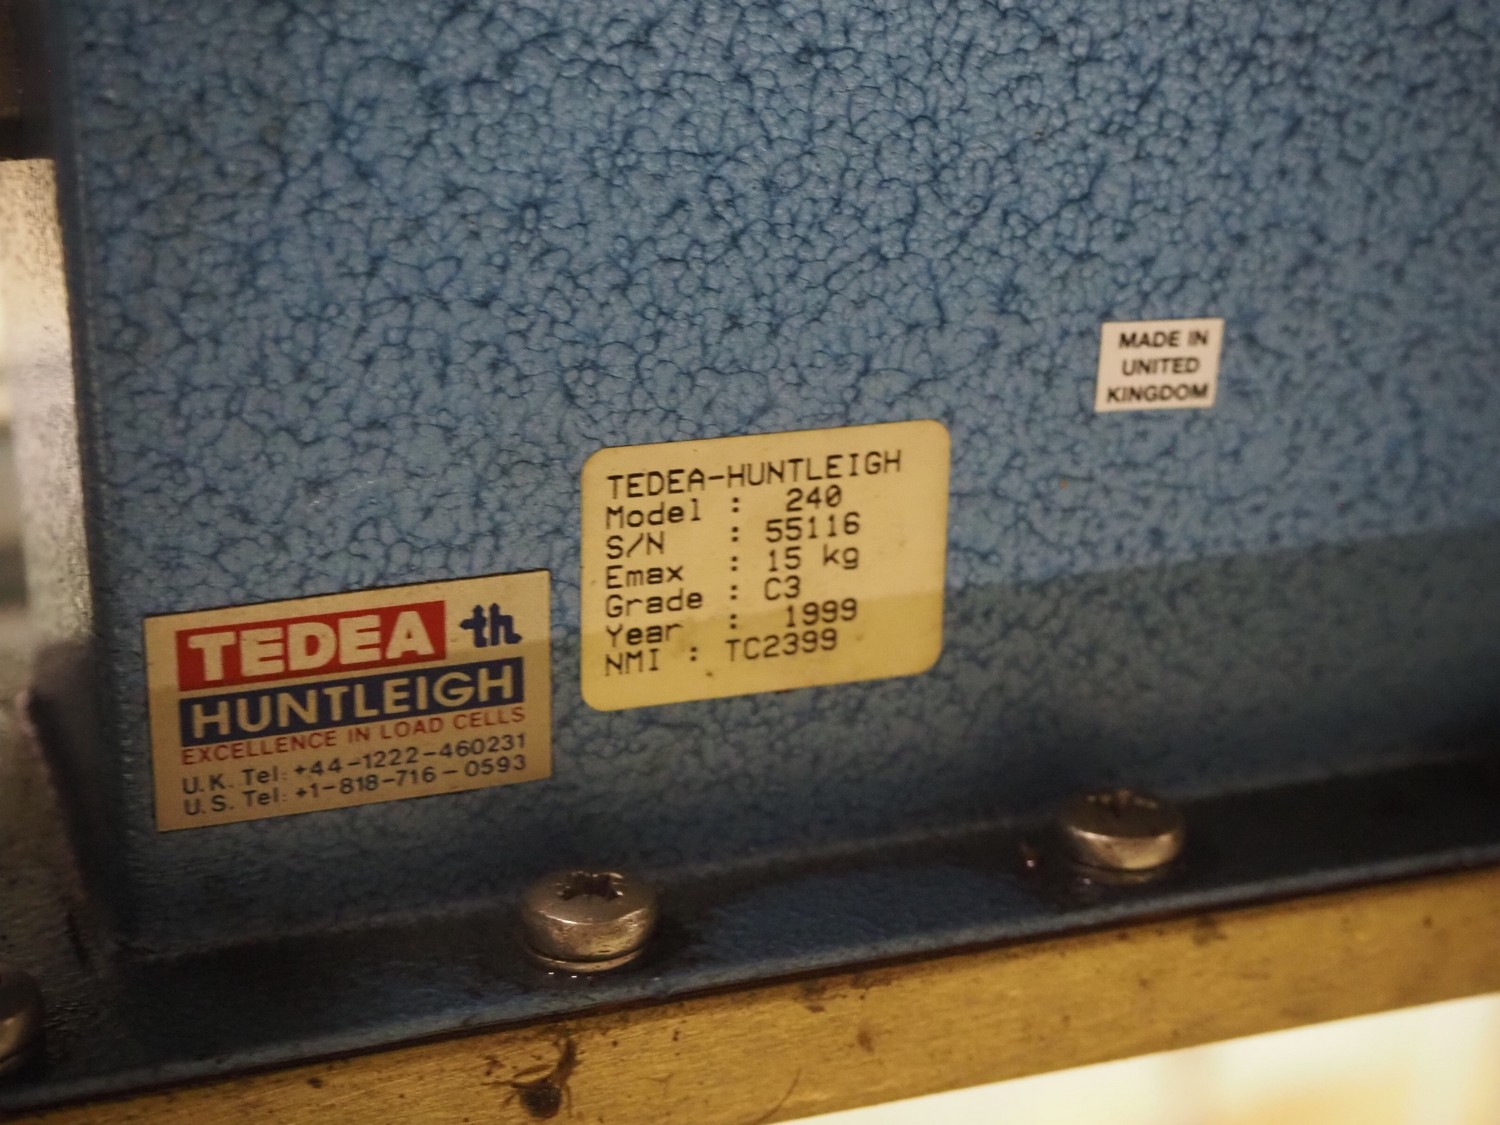 MADE IN
UNITED
KINGDOM
TEDEA-HUNTLEIGH
Model : 240
S/N : 55116
Emax : 15 kg
Grade : C3
Year : 1999
NMI : TC2399
TEDEA th
HUNTLEIGH
EXCELLENCE IN LOAD CELLS
U.K. Tel: +44-1222-460231
U.S. Tel: +1-818-716-0593